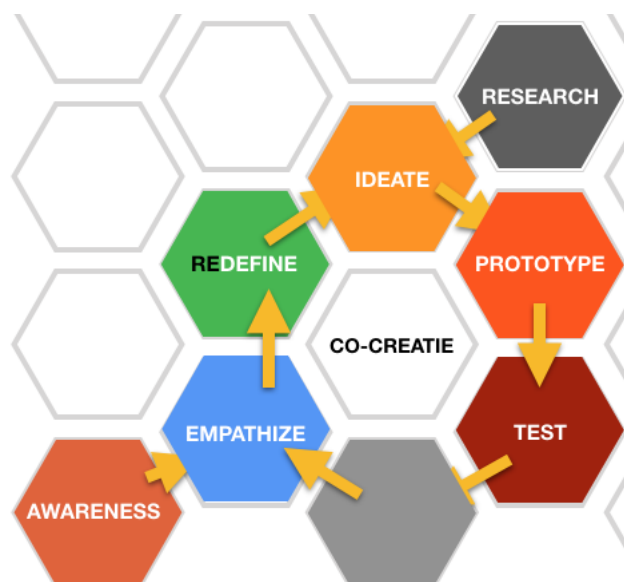 RESEARCH
IDEATE
REDEFINE
PROTOTYPE
CO-CREATIE
EMPATHIZE
TEST
AWARENESS